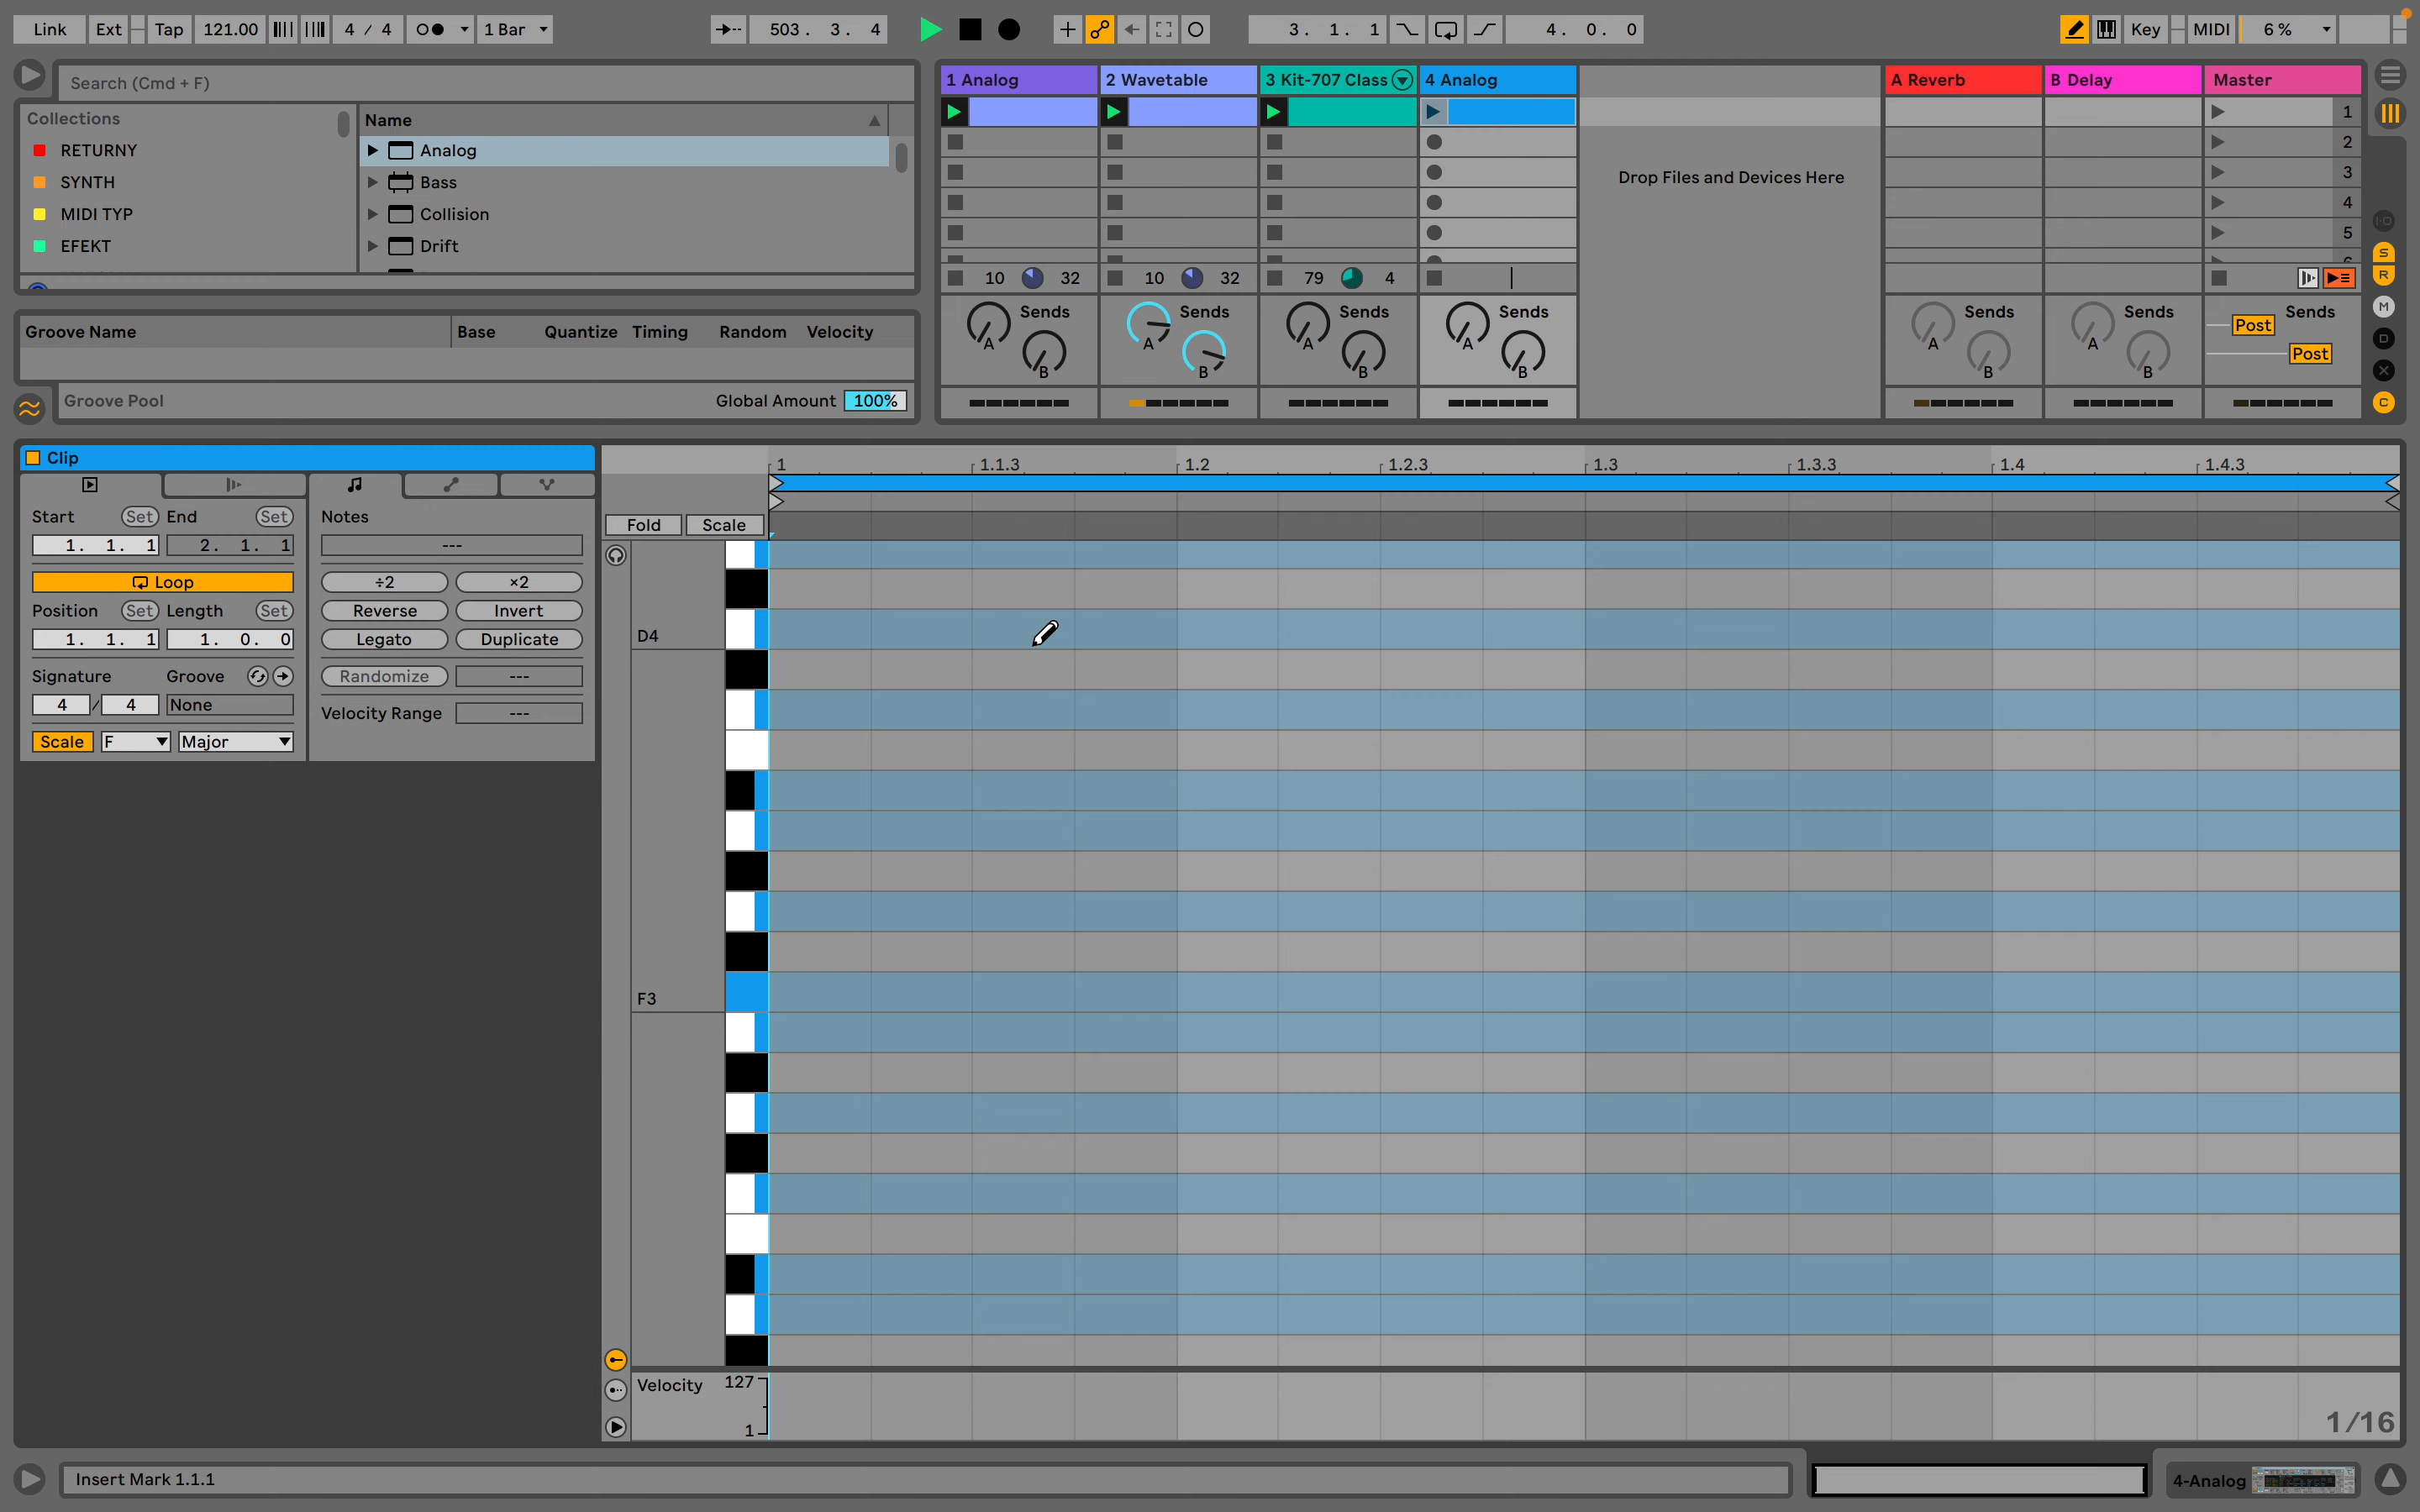 Link Ext Tap 121.00 4 / 4 1 Bar 503. 3. 4 3. 1. 1 4. 0. 0 Key MIDI 6 %
Search (Cmd + F)
Collections
RETURNY
SYNTH
MIDI TYP
EFEKT
Name
Analog
Bass
Collision
Drift
1 Analog 2 Wavetable 3 Kit-707 Class 4 Analog A Reverb B Delay Master
1
2
3
4
5
6
Drop Files and Devices Here
10 32 10 32 79 4
Sends Sends Sends Sends Sends Sends Sends
A A A A A A Post
B B B B B B Post
I·O
S
R
M
D
X
C
Groove Name Base Quantize Timing Random Velocity
Groove Pool Global Amount 100%
Clip
Start Set End Set
1. 1. 1 2. 1. 1
Loop
Position Set Length Set
1. 1. 1 1. 0. 0
Signature Groove
4 / 4 None
Scale F Major
Notes
---
÷2 ×2
Reverse Invert
Legato Duplicate
Randomize ---
Velocity Range ---
1 1.1.3 1.2 1.2.3 1.3 1.3.3 1.4 1.4.3
Fold Scale
D4
F3
Velocity 127
1
1/16
Insert Mark 1.1.1
4-Analog